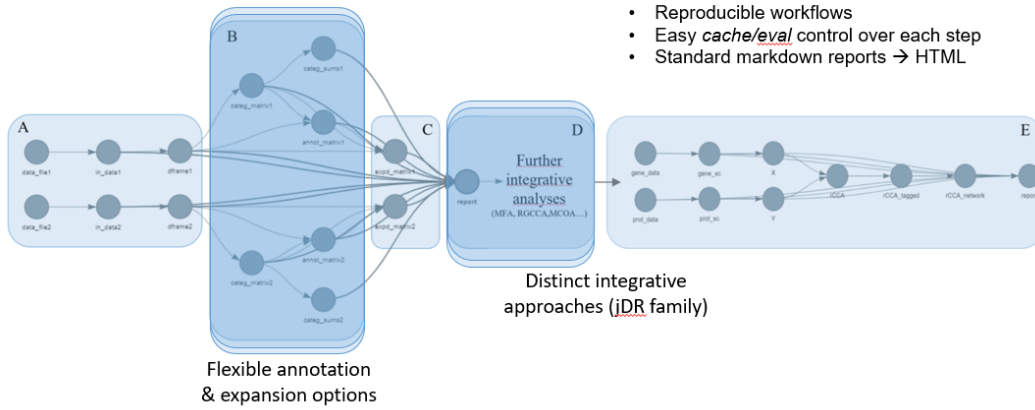 • Reproducible workflows
• Easy cache/eval control over each step
• Standard markdown reports → HTML
A
data_file1
in_data1
dframe1
data_file2
in_data2
dframe2
B
categ_sums1
categ_matrix1
annot_matrix1
annot_matrix2
categ_matrix2
categ_sums2
C
expd_matrix1
expd_matrix2
report
D
Further
integrative
analyses
(MFA, RGCCA,MCOA…)
E
gene_data
gene_sc
X
prot_data
prot_sc
Y
rCCA
rCCA_tagged
rCCA_network
report
Distinct integrative
approaches (jDR family)
Flexible annotation
& expansion options